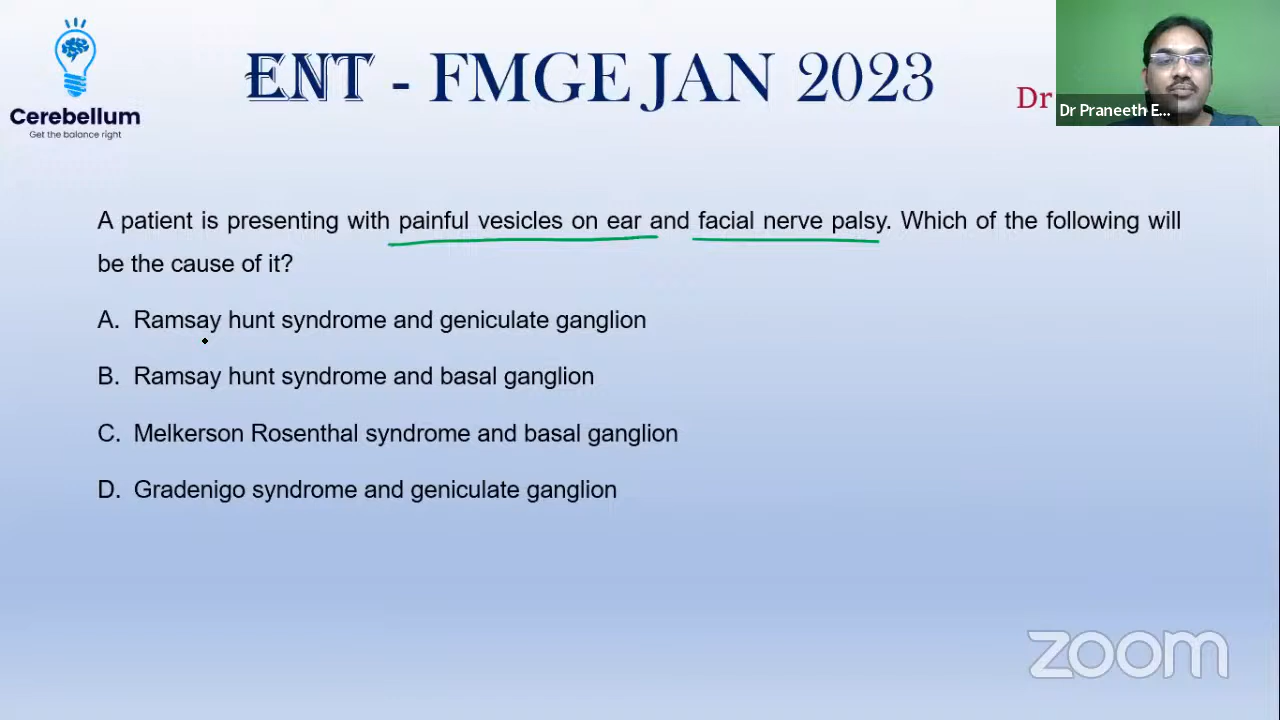 Cerebellum
Get the balance right
ENT - FMGE JAN 2023
Dr
Dr Praneeth E...
A patient is presenting with painful vesicles on ear and facial nerve palsy. Which of the following will
be the cause of it?
A. Ramsay hunt syndrome and geniculate ganglion
B. Ramsay hunt syndrome and basal ganglion
C. Melkerson Rosenthal syndrome and basal ganglion
D. Gradenigo syndrome and geniculate ganglion
zoom